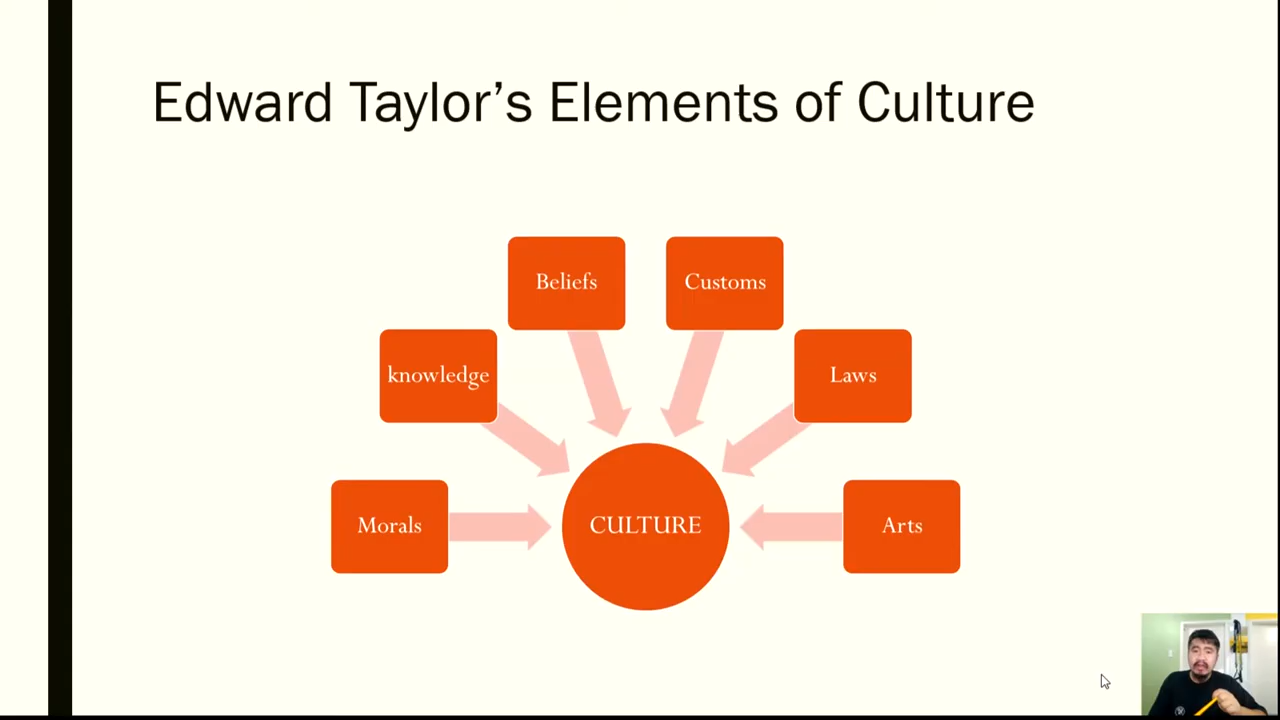 Edward Taylor’s Elements of Culture
Beliefs
Customs
knowledge
Laws
Morals
CULTURE
Arts